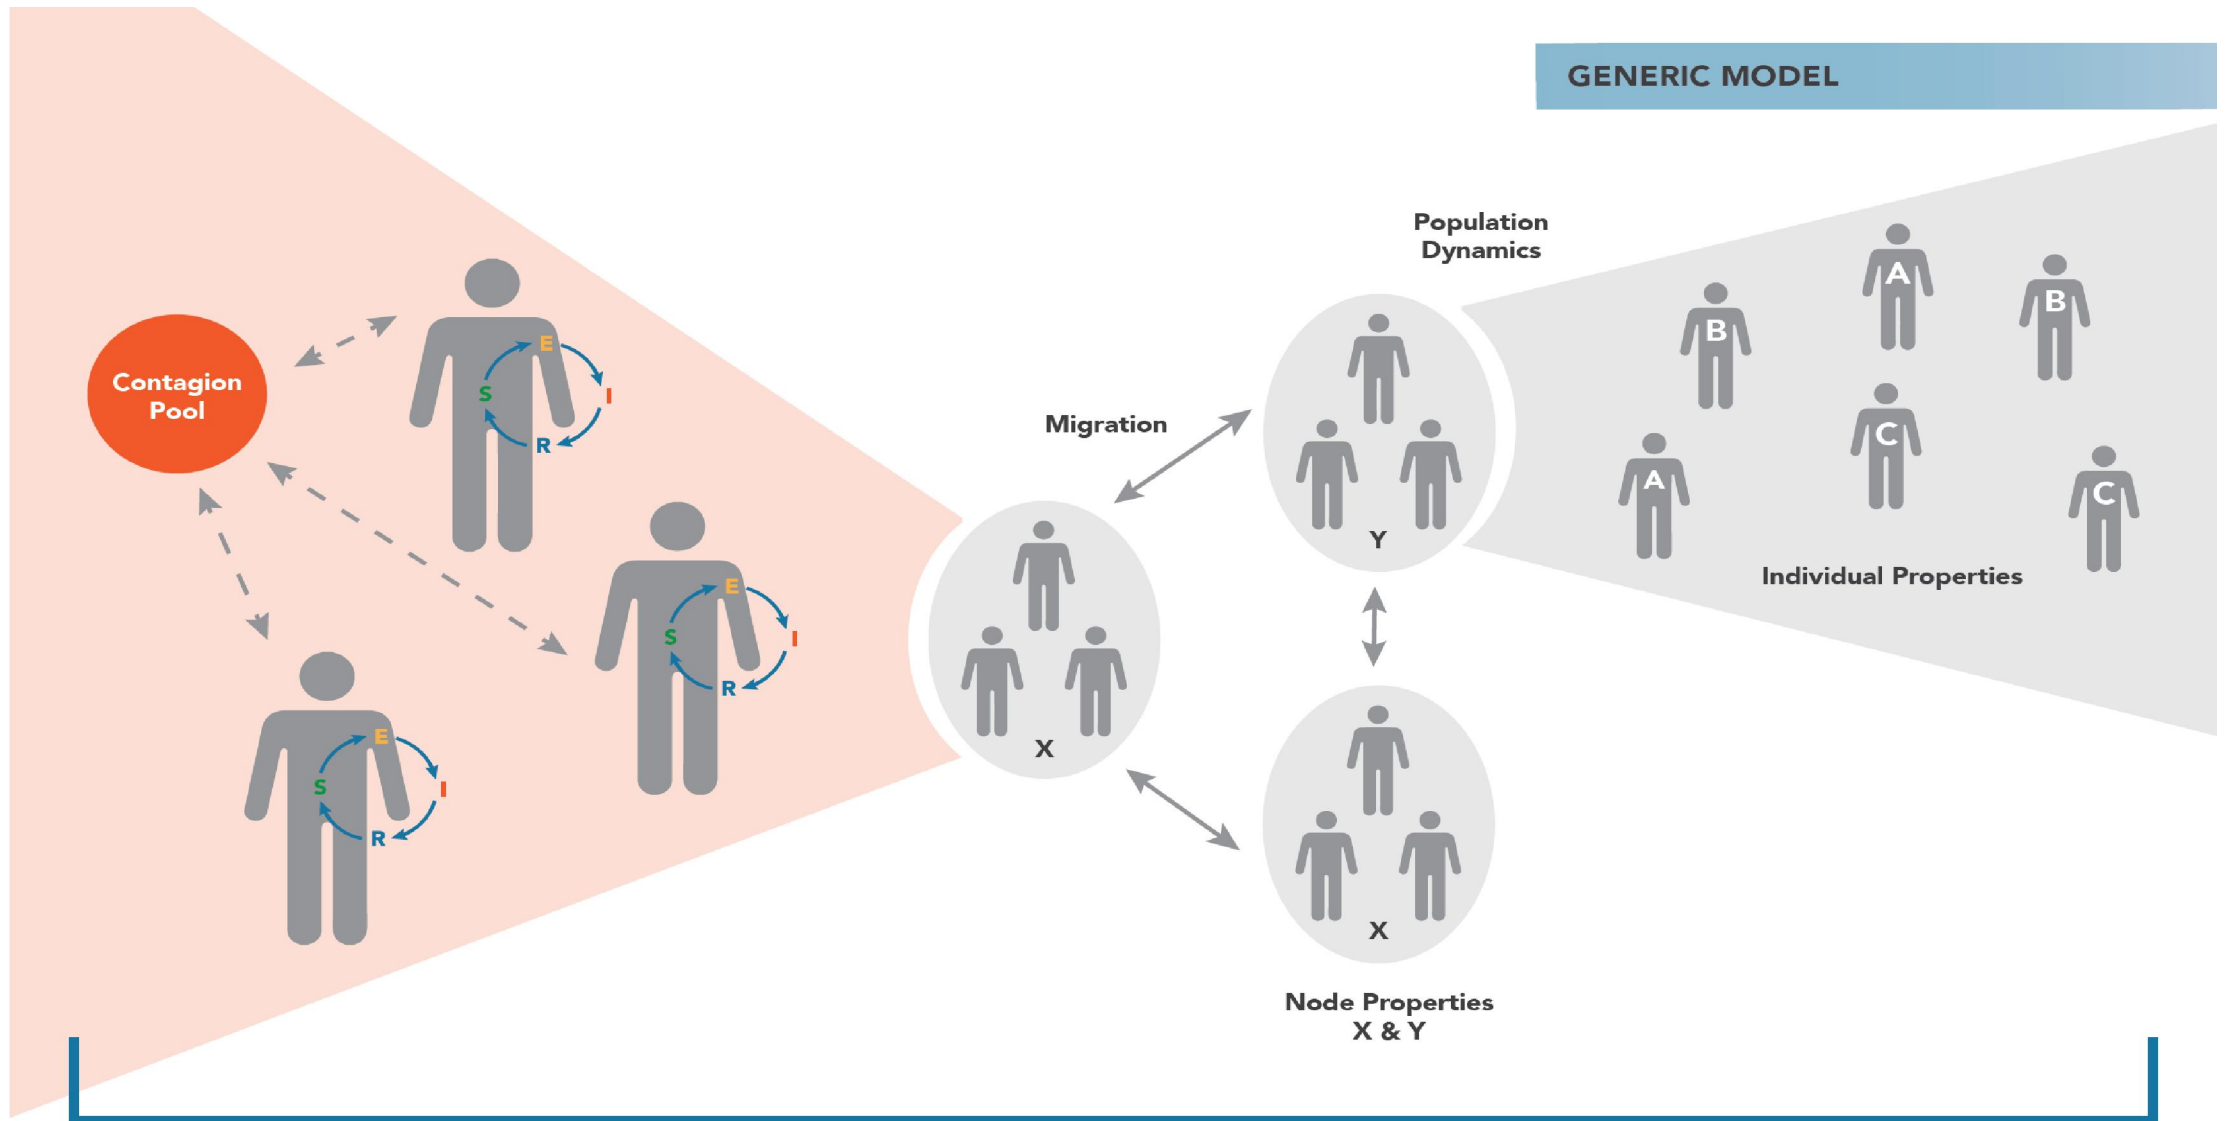 GENERIC MODEL
Population
Dynamics
Contagion
Pool
E
S
I
R
E
S
I
R
E
S
I
R
Migration
X
Y
X
Node Properties
X & Y
B
A
B
A
C
C
Individual Properties